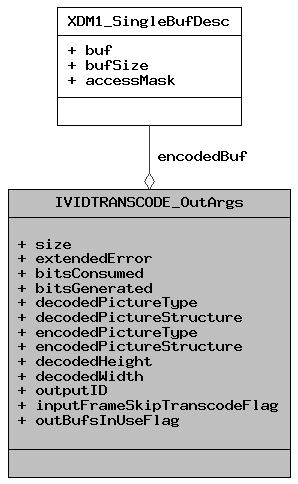 XDM1_SingleBufDesc
+ buf
+ bufSize
+ accessMask
encodedBuf
IVIDTRANSCODE_OutArgs
+ size
+ extendedError
+ bitsConsumed
+ bitsGenerated
+ decodedPictureType
+ decodedPictureStructure
+ encodedPictureType
+ encodedPictureStructure
+ decodedHeight
+ decodedWidth
+ outputID
+ inputFrameSkipTranscodeFlag
+ outBufsInUseFlag